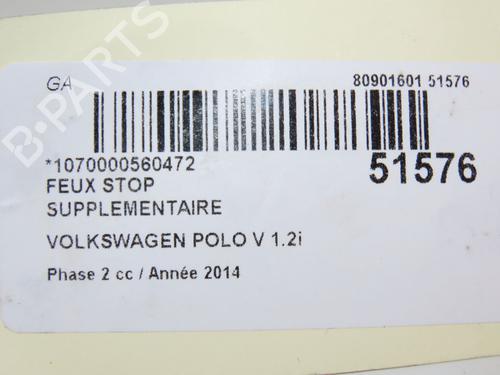 GA
80901601 51576
*1070000560472
51576
FEUX STOP
SUPPLEMENTAIRE
VOLKSWAGEN POLO V 1.2i
Phase 2 cc / Année 2014
B-PARTS